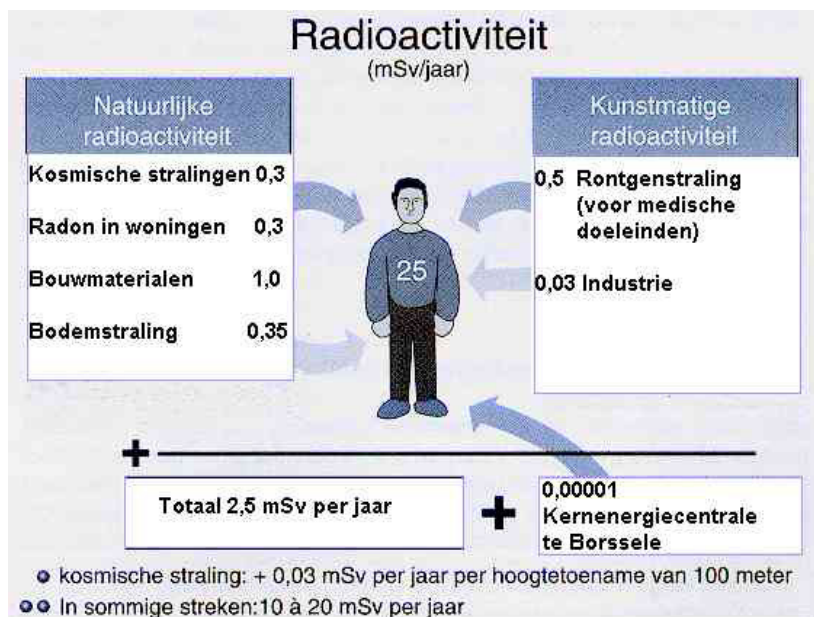 Radioactiviteit
(mSv/jaar)
Natuurlijke
radioactiviteit
Kosmische stralingen 0,3
Radon in woningen 0,3
Bouwmaterialen 1,0
Bodemstraling 0,35
Kunstmatige
radioactiviteit
0,5 Rontgenstraling
(voor medische
doeleinden)
0,03 Industrie
25
+
Totaal 2,5 mSv per jaar
+
0,00001
Kernenergiecentrale
te Borssele
kosmische straling: + 0,03 mSv per jaar per hoogtetoename van 100 meter
In sommige streken:10 à 20 mSv per jaar